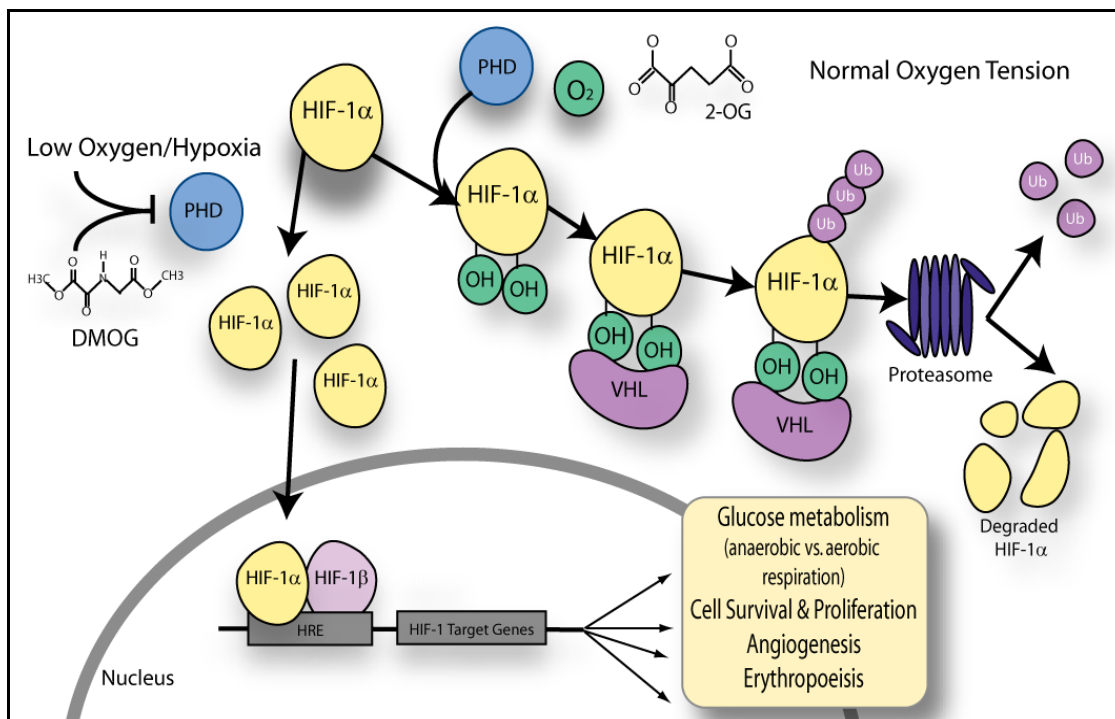 Normal Oxygen Tension
PHD
O2
O
O
O
O
O
2-OG
HIF-1α
Low Oxygen/Hypoxia
PHD
H3C
O
O
O
H
N
O
O
CH3
DMOG
HIF-1α
OH
OH
HIF-1α
OH
OH
VHL
Ub
Ub
Ub
HIF-1α
OH
OH
VHL
Proteasome
Ub
Ub
Ub
Degraded
HIF-1α
HIF-1α
HIF-1α
HIF-1α
HIF-1α
HIF-1β
HRE
HIF-1 Target Genes
Nucleus
Glucose metabolism
(anaerobic vs. aerobic
respiration)
Cell Survival & Proliferation
Angiogenesis
Erythropoeisis